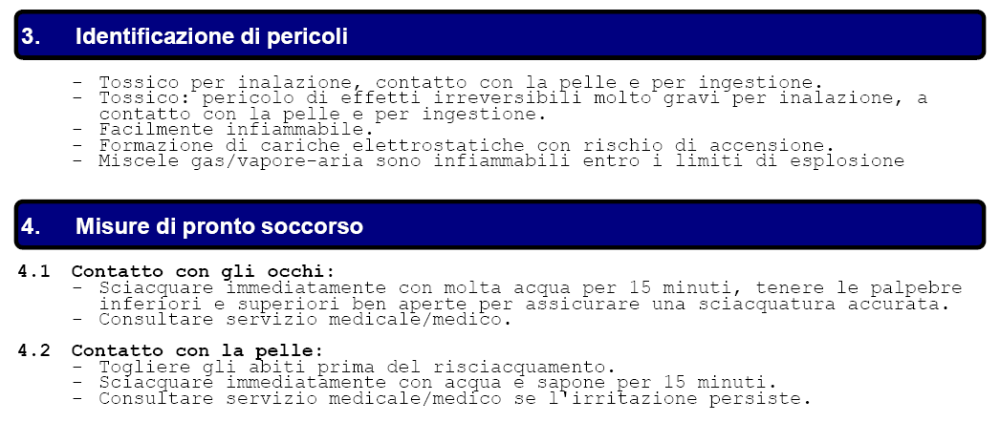 3. Identificazione di pericoli
- Tossico per inalazione, contatto con la pelle e per ingestione.
- Tossico: pericolo di effetti irreversibili molto gravi per inalazione, a
contatto con la pelle e per ingestione.
- Facilmente infiammabile.
- Formazione di cariche elettrostatiche con rischio di accensione.
- Miscele gas/vapore-aria sono infiammabili entro i limiti di esplosione
4. Misure di pronto soccorso
4.1 Contatto con gli occhi:
- Sciacquare immediatamente con molta acqua per 15 minuti, tenere le palpebre
inferiori e superiori ben aperte per assicurare una sciacquatura accurata.
- Consultare servizio medicale/medico.
4.2 Contatto con la pelle:
- Togliere gli abiti prima del risciacquamento.
- Sciacquare immediatamente con acqua e sapone per 15 minuti.
- Consultare servizio medicale/medico se l'irritazione persiste.